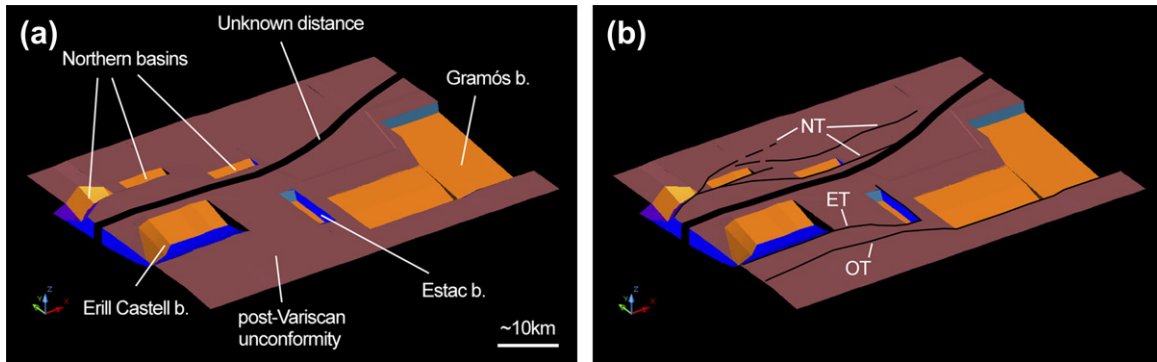 (a)
Unknown distance
Northern basins
Gramós b.
Erill Castell b.
post-Variscan
unconformity
Estac b.
~10km
Z
Y
X
(b)
NT
ET
OT
Z
Y
X